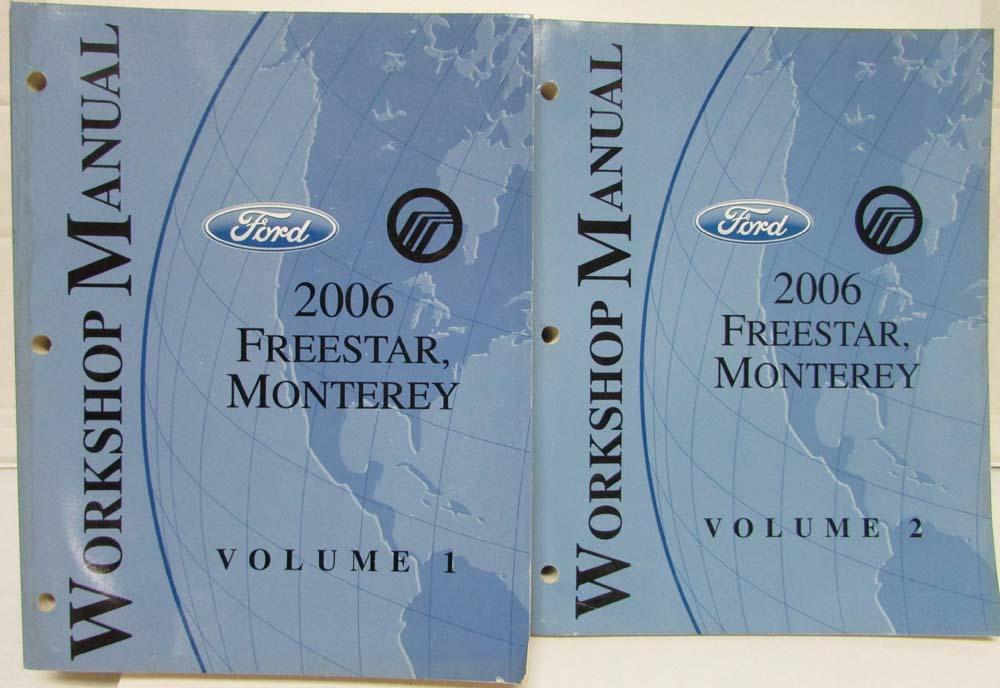 WORKSHOP MANUAL
Ford
2006
FREESTAR,
MONTEREY
VOLUME 1
WORKSHOP MANUAL
Ford
2006
FREESTAR,
MONTEREY
VOLUME 2